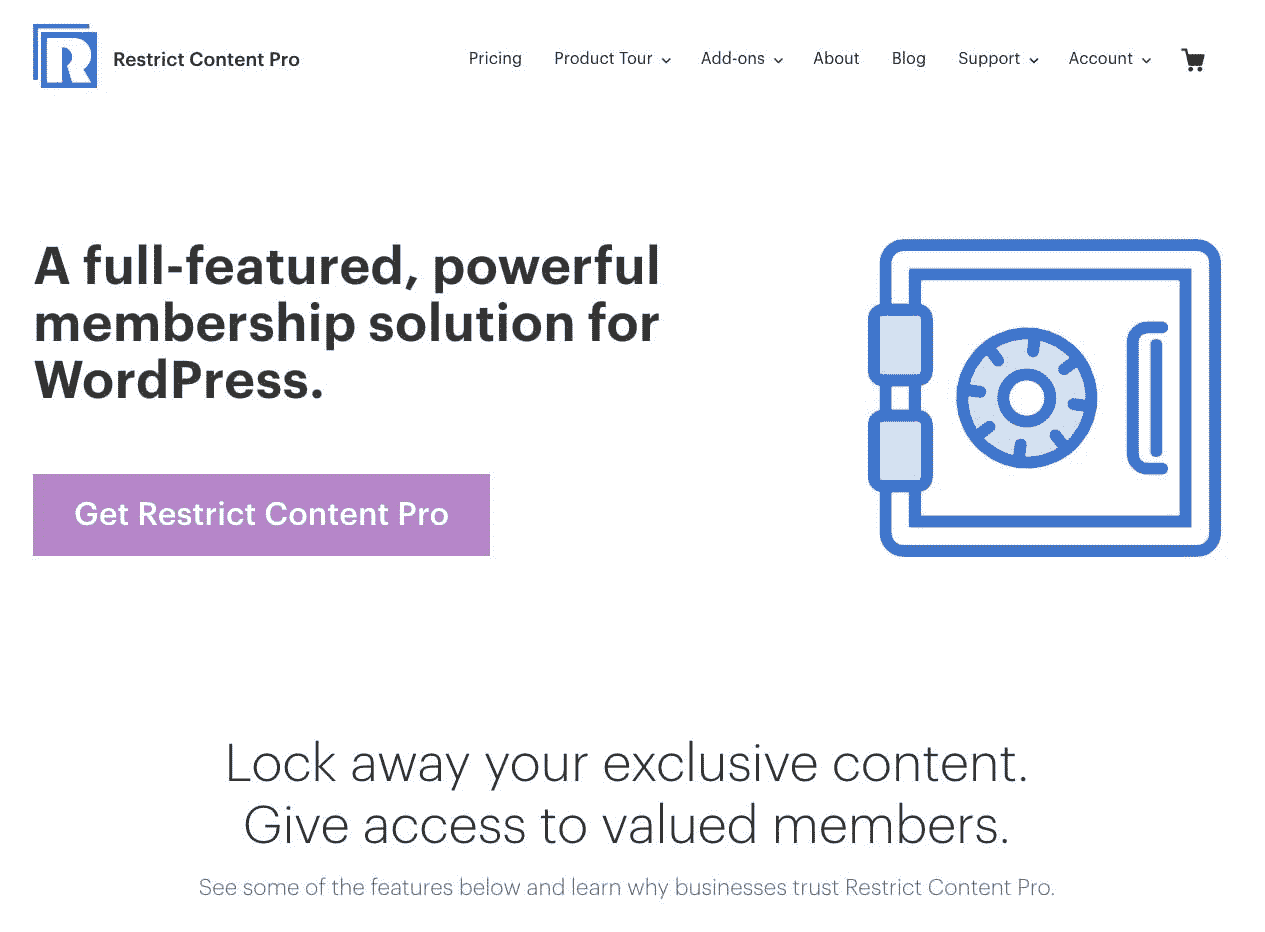 R
Restrict Content Pro
Pricing
Product Tour
Add-ons
About
Blog
Support
Account
A full-featured, powerful
membership solution for
WordPress.
Get Restrict Content Pro
Lock away your exclusive content.
Give access to valued members.
See some of the features below and learn why businesses trust Restrict Content Pro.